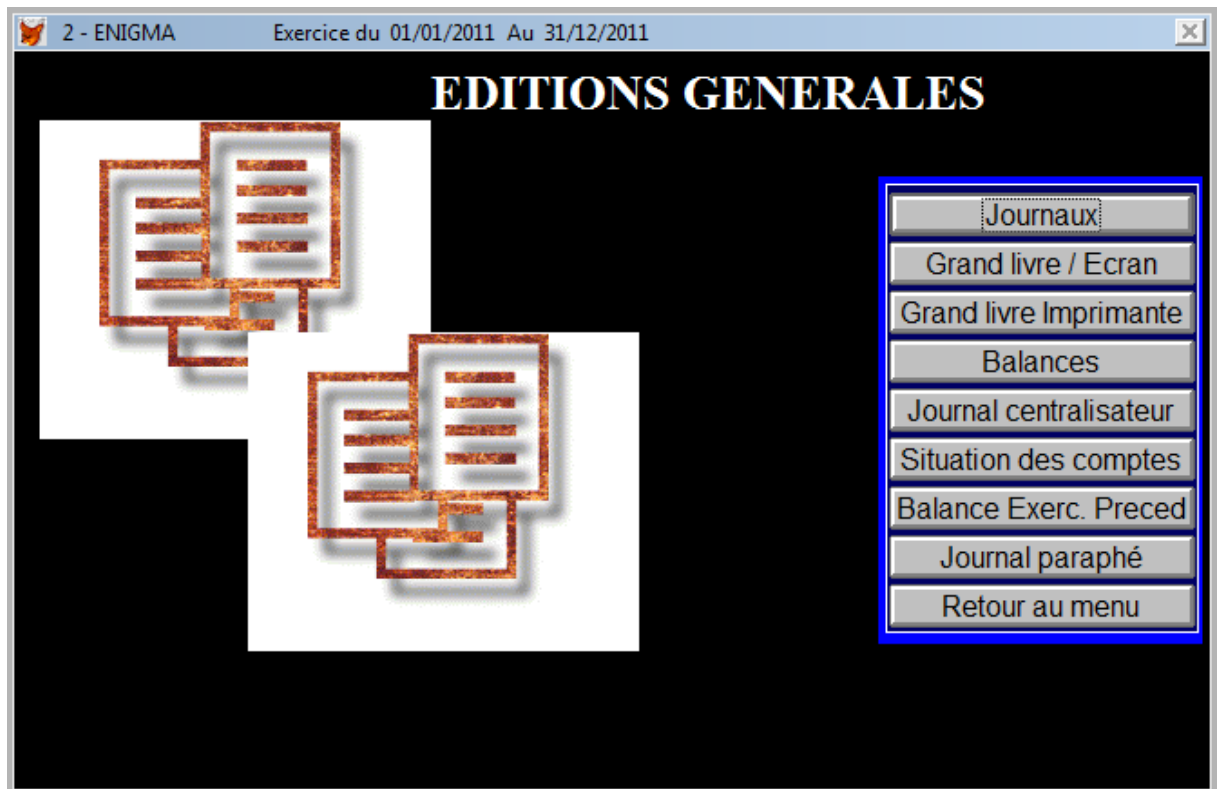 2 - ENIGMA Exercice du 01/01/2011 Au 31/12/2011
EDITIONS GENERALES
Journaux
Grand livre / Ecran
Grand livre Imprimante
Balances
Journal centralisateur
Situation des comptes
Balance Exerc. Preced
Journal paraphé
Retour au menu